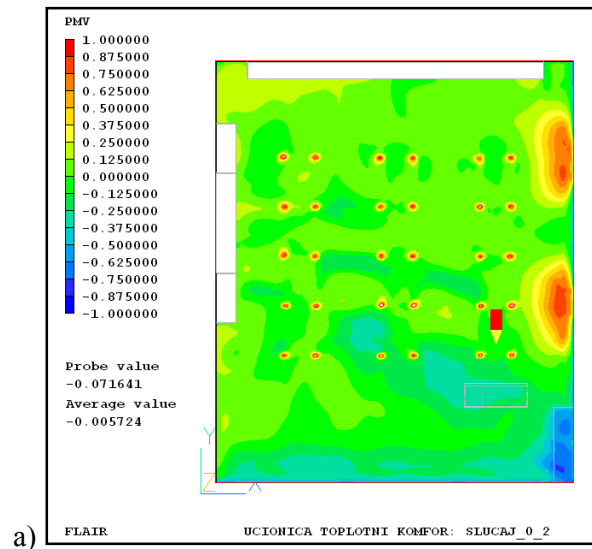 PMV
1.000000
0.875000
0.750000
0.625000
0.500000
0.375000
0.250000
0.125000
0.000000
-0.125000
-0.250000
-0.375000
-0.500000
-0.625000
-0.750000
-0.875000
-1.000000
Probe value
-0.071641
Average value
-0.005724
Y
Z
X
a)
FLAIR UCIONICA TOPLOTNI KOMFOR: SLUCAJ_0_2